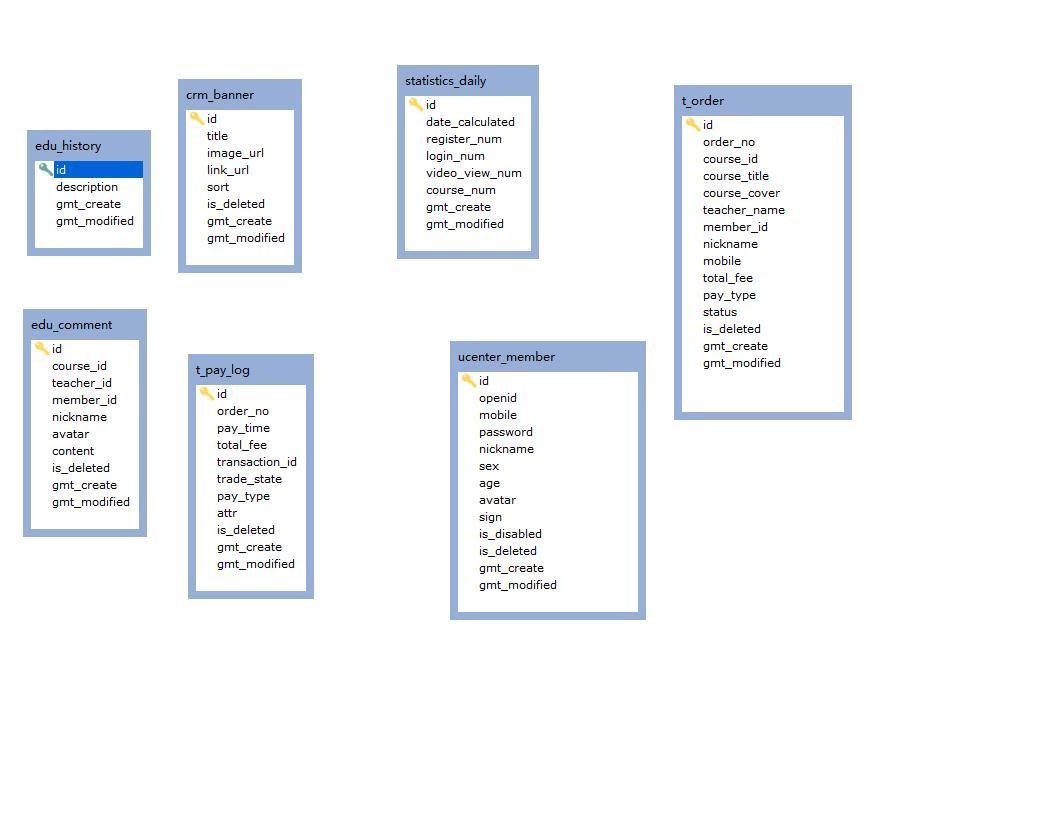 edu_history
id
description
gmt_create
gmt_modified
crm_banner
id
title
image_url
link_url
sort
is_deleted
gmt_create
gmt_modified
statistics_daily
id
date_calculated
register_num
login_num
video_view_num
course_num
gmt_create
gmt_modified
t_order
id
order_no
course_id
course_title
course_cover
teacher_name
member_id
nickname
mobile
total_fee
pay_type
status
is_deleted
gmt_create
gmt_modified
edu_comment
id
course_id
teacher_id
member_id
nickname
avatar
content
is_deleted
gmt_create
gmt_modified
t_pay_log
id
order_no
pay_time
total_fee
transaction_id
trade_state
pay_type
attr
is_deleted
gmt_create
gmt_modified
ucenter_member
id
openid
mobile
password
nickname
sex
age
avatar
sign
is_disabled
is_deleted
gmt_create
gmt_modified